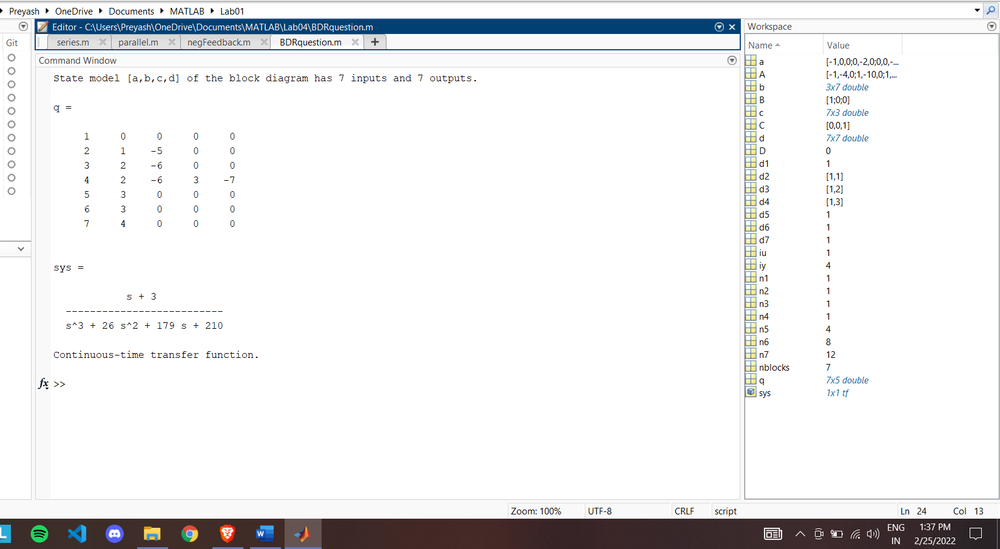 Preyash OneDrive Documents MATLAB Lab01
Git
Editor - C:\Users\Preyash\OneDrive\Documents\MATLAB\Lab04\BDRquestion.m
series.m parallel.m negFeedback.m BDRquestion.m +
Command Window
State model [a,b,c,d] of the block diagram has 7 inputs and 7 outputs.
q =
1 0 0 0 0
2 1 -5 0 0
3 2 -6 0 0
4 2 -6 3 -7
5 3 0 0 0
6 3 0 0 0
7 4 0 0 0
sys =
s + 3
--------------------------
s^3 + 26 s^2 + 179 s + 210
Continuous-time transfer function.
fx >>
Workspace
Name Value
a [-1,0,0;0,-2,0;0,0,-...
A [-1,-4,0;1,-10,0;1,...
b 3x7 double
B [1;0;0]
c 7x3 double
C [0,0,1]
d 7x7 double
D 0
d1 1
d2 [1,1]
d3 [1,2]
d4 [1,3]
d5 1
d6 1
d7 1
iu 1
iy 4
n1 1
n2 1
n3 1
n4 1
n5 4
n6 8
n7 12
nblocks 7
q 7x5 double
sys 1x1 tf
Zoom: 100% UTF-8 CRLF script Ln 24 Col 13
L
W
ENG
IN
1:37 PM
2/25/2022